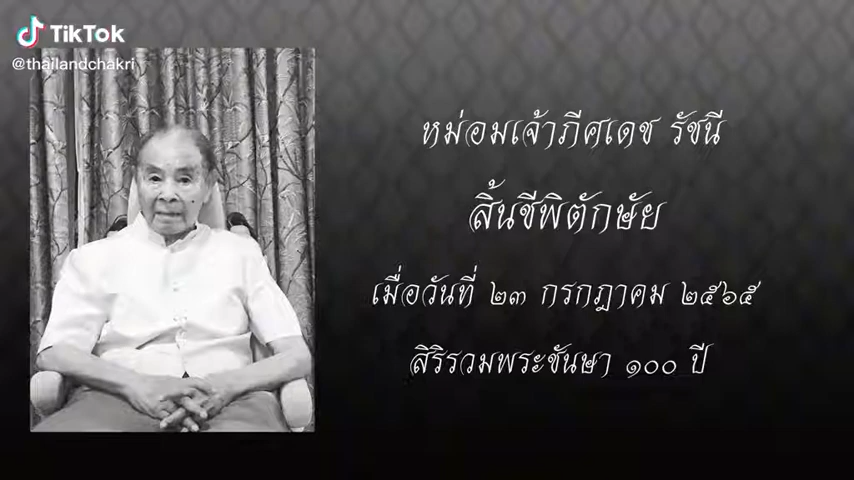 TikTok
@thailandchakri
หม่อมเจ้าภีศเดช รัชนี
สิ้นชีพิตักษัย
เมื่อวันที่ ๒๓ กรกฎาคม ๒๕๖๕
สิริรวมพระชันษา ๑๐๐ ปี